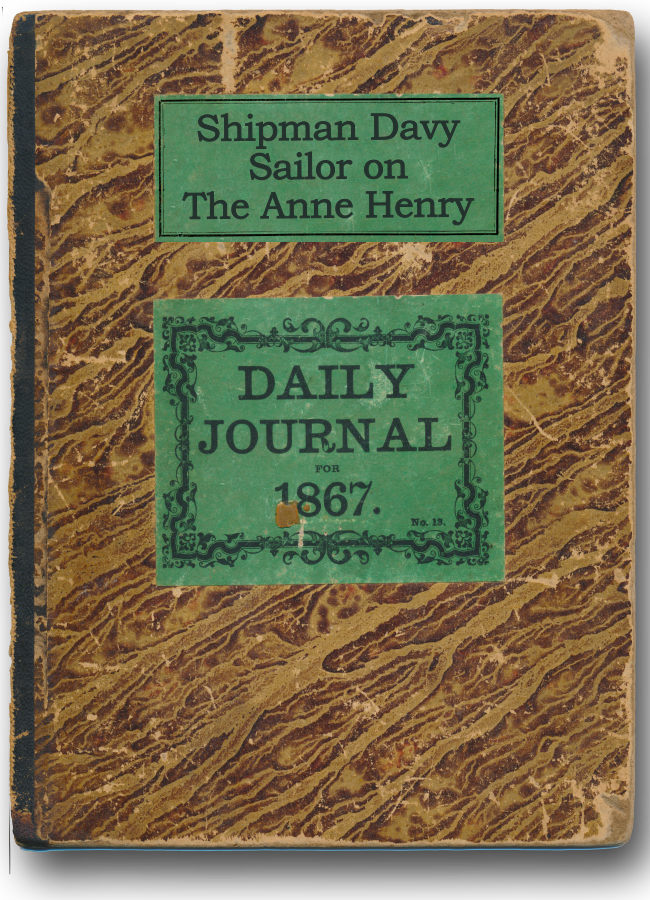 Shipman Davy
Sailor on
The Anne Henry
DAILY
JOURNAL
FOR
1867.
No. 13.